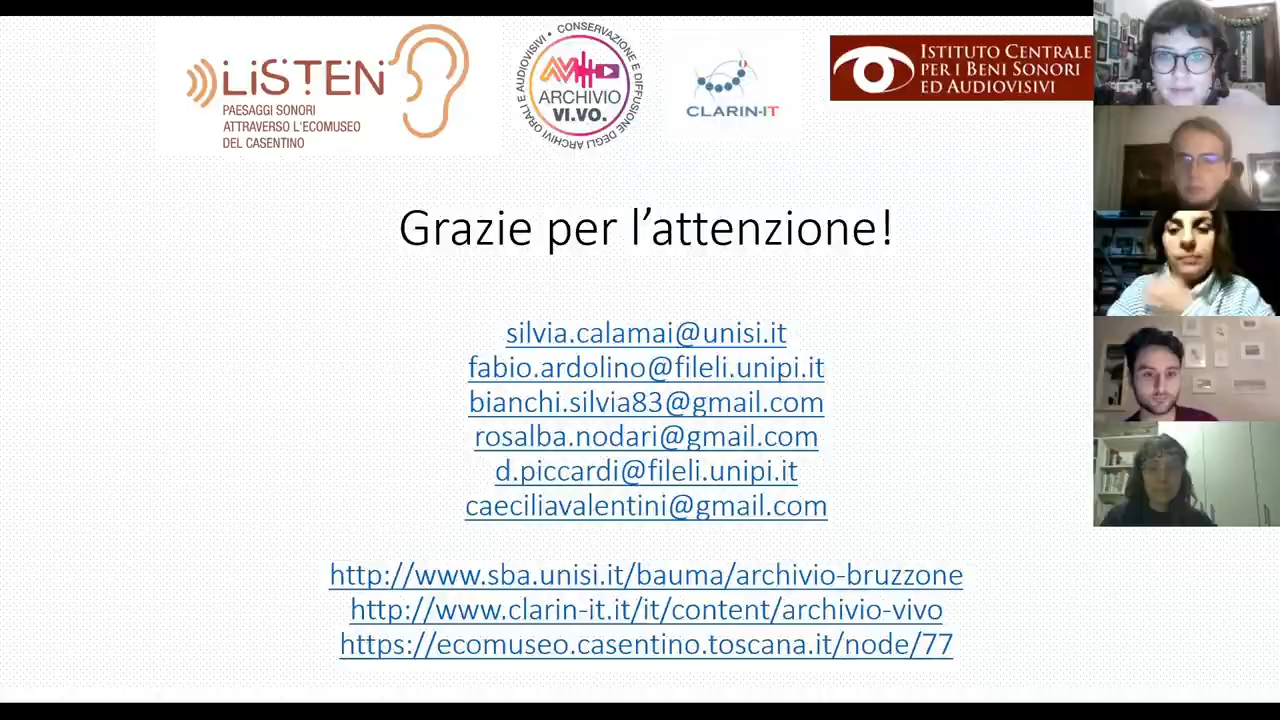 LiSTEN
PAESAGGI SONORI
ATTRAVERSO L'ECOMUSEO
DEL CASENTINO
CONSERVAZIONE E DIFFUSIONE DEGLI ARCHIVI ORALI E AUDIOVISIVI •
ARCHIVIO
VI.VO.
CLARIN-IT
ISTITUTO CENTRALE
PER I BENI SONORI
ED AUDIOVISIVI
Grazie per l’attenzione!
silvia.calamai@unisi.it
fabio.ardolino@fileli.unipi.it
bianchi.silvia83@gmail.com
rosalba.nodari@gmail.com
d.piccardi@fileli.unipi.it
caeciliavalentini@gmail.com
http://www.sba.unisi.it/bauma/archivio-bruzzone
http://www.clarin-it.it/it/content/archivio-vivo
https://ecomuseo.casentino.toscana.it/node/77